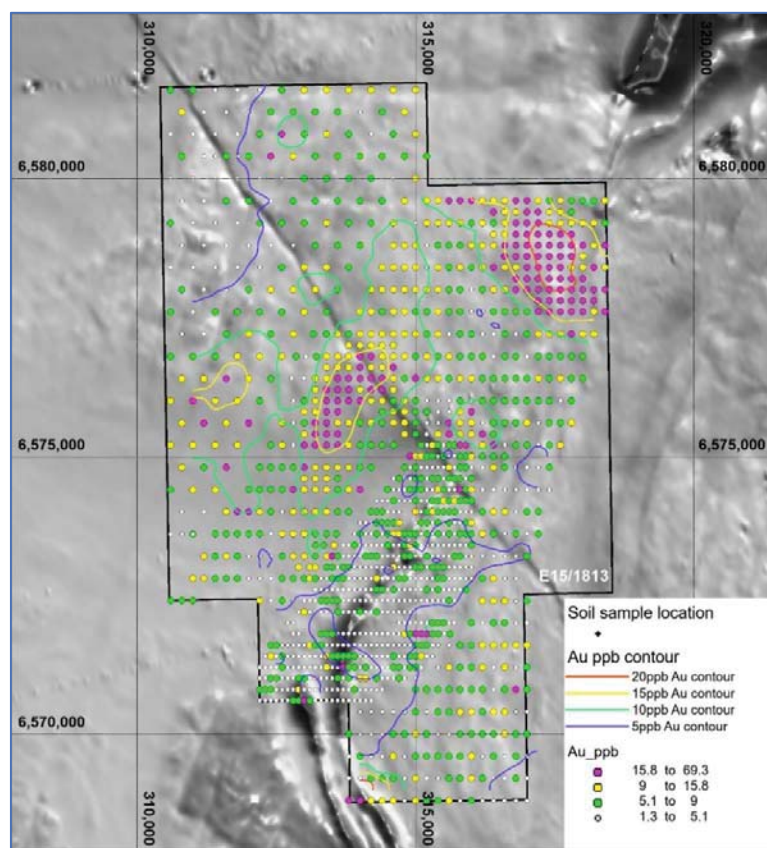 310,000
315,000
320,000
6,580,000
6,580,000
6,575,000
6,575,000
E15/1813
6,570,000
310,000
315,000
Soil sample location
Au ppb contour
20ppb Au contour
15ppb Au contour
10ppb Au contour
5ppb Au contour
Au_ppb
15.8 to 69.3
9 to 15.8
5.1 to 9
1.3 to 5.1